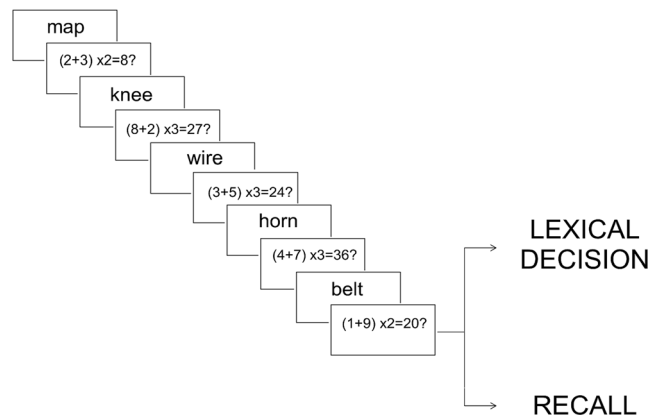 map
(2+3) x2=8?
knee
(8+2) x3=27?
wire
(3+5) x3=24?
horn
(4+7) x3=36?
belt
(1+9) x2=20?
LEXICAL
DECISION
RECALL